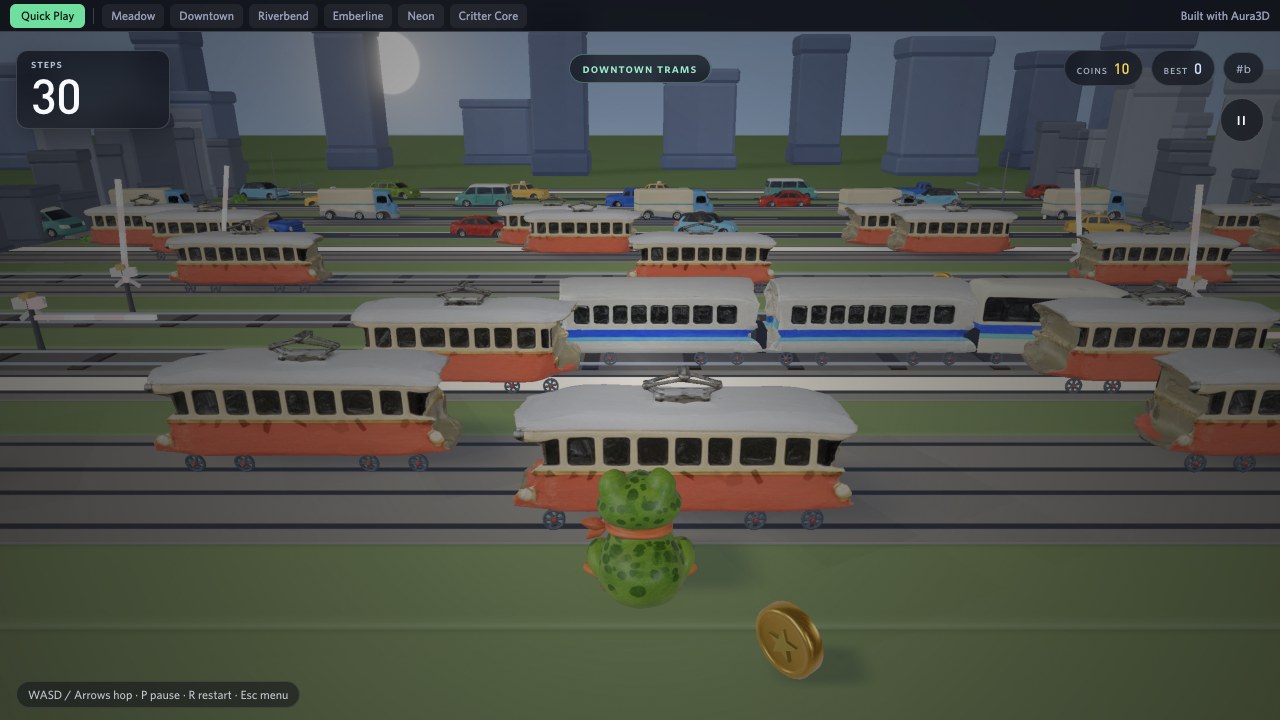 Quick Play Meadow Downtown Riverbend Emberline Neon Critter Core Built with Aura3D
STEPS
30
DOWNTOWN TRAMS
COINS 10 BEST 0 #b
WASD / Arrows hop · P pause · R restart · Esc menu